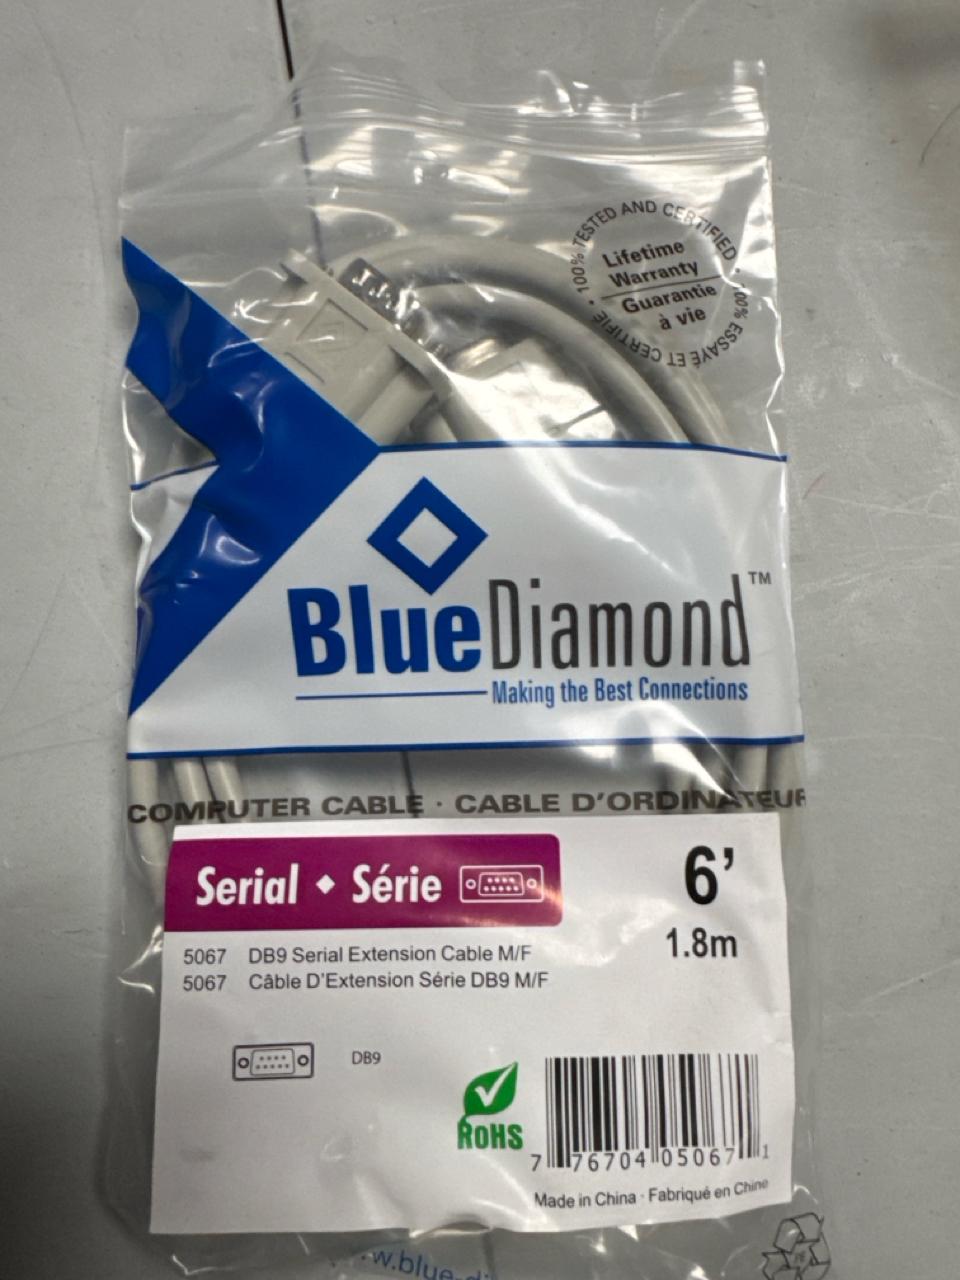 100% TESTED AND CERTIFIED
Lifetime
Warranty
Guarantie
à vie
100% ESSAYÉ ET CERTIFIÉ
BlueDiamond™
Making the Best Connections
COMPUTER CABLE · CABLE D'ORDINATEUR
Serial ◆ Série
6’
1.8m
5067 DB9 Serial Extension Cable M/F
5067 Câble D’Extension Série DB9 M/F
DB9
RoHS
7 76704 05067 1
Made in China · Fabriqué en Chine
w.blue-di